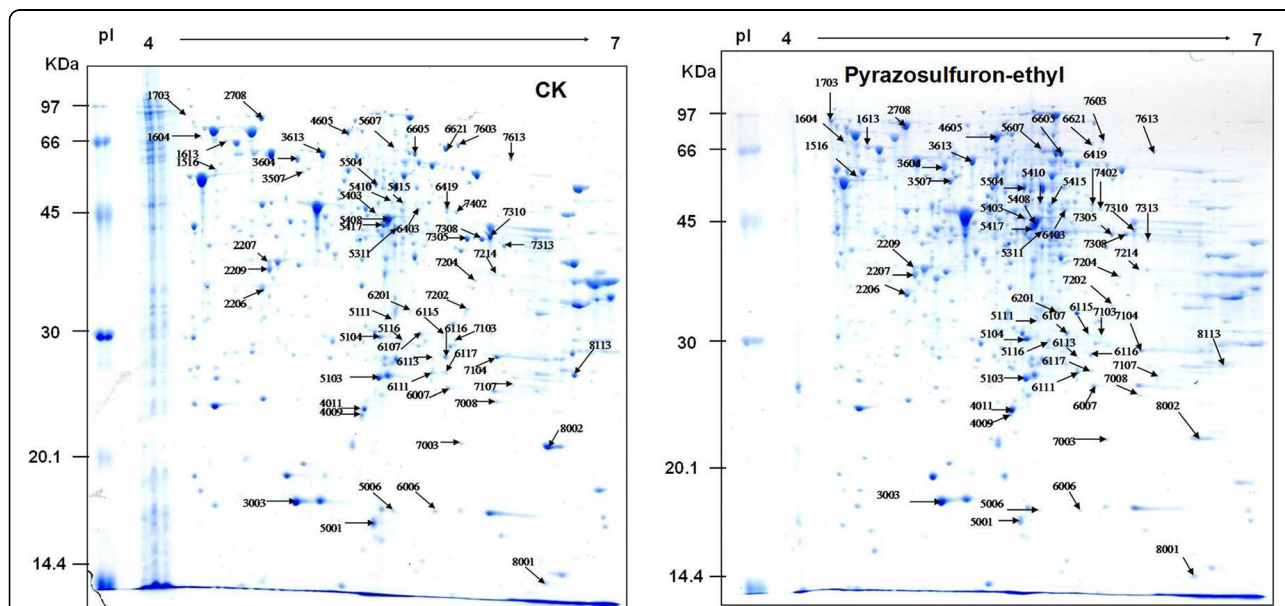 pI 4 7
KDa
CK
97
66
45
30
20.1
14.4
1703 2708
4605 5607 6605 6621 7603 7613
1604
1613 3613
1516 3604 5504
3507
5410 5415 6419
5403 7402
5408 7310
5417 6403 7308
7305
5311 7313
2207
2209 7204 7214
2206
6201 7202
5111 6115
5104 5116 6116 7103
6107 8113
6113 6117
7104
5103 6111 7107
6007
7008
4011
4009
7003 8002
3003 5006 6006
5001
8001
pI 4 7
KDa
Pyrazosulfuron-ethyl
97
66
45
30
20.1
14.4
1703 2708 7603
1604 1613 4605 5607 6605 6621 7613
3613 6419
1516 3604 5410 7402
3507 5504
5408 5415
5403 7310 7313
7305
5417 6403
5311 7308
2209 7214
2207 7204
2206 7202
6201 6115
5111 6107 7103 7104
5104 8113
5116 6113 6116
6117 7107
5103 6111 7008
6007
4011 8002
4009
7003
3003 5006 6006
5001
8001